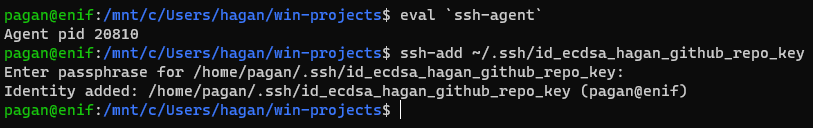 pagan@enif:/mnt/c/Users/hagan/win-projects$ eval `ssh-agent`
Agent pid 20810
pagan@enif:/mnt/c/Users/hagan/win-projects$ ssh-add ~/.ssh/id_ecdsa_hagan_github_repo_key
Enter passphrase for /home/pagan/.ssh/id_ecdsa_hagan_github_repo_key:
Identity added: /home/pagan/.ssh/id_ecdsa_hagan_github_repo_key (pagan@enif)
pagan@enif:/mnt/c/Users/hagan/win-projects$